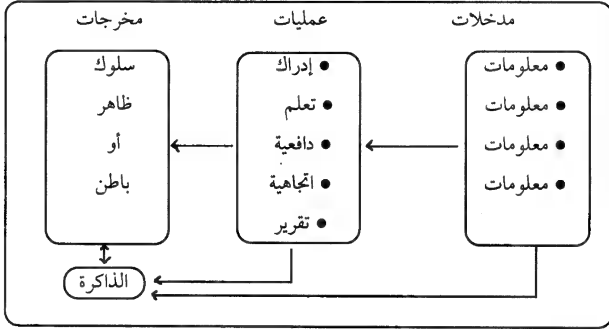 مدخلات
عمليات
مخرجات
● معلومات
● معلومات
● معلومات
● معلومات
● إدراك
● تعلم
● دافعية
● اتجاهية
● تقرير
سلوك
ظاهر
أو
باطن
الذاكرة